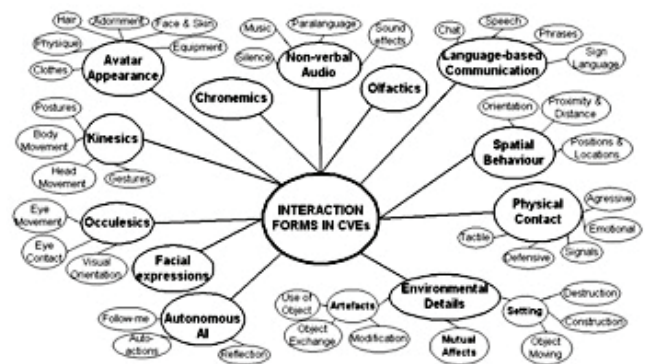 Hair
Adornment
Face & Skin
Physique
Equipment
Clothes
Avatar
Appearance
Music
Paralanguage
Sound
effects
Silence
Non-verbal
Audio
Chat
Speech
Phrases
Sign
Language
Language-based
Communication
Chronemics
Olfactics
Postures
Body
Movement
Head
Movement
Gestures
Kinesics
Orientation
Proximity &
Distance
Positions &
Locations
Spatial
Behaviour
INTERACTION
FORMS IN CVEs
Eye
Movement
Eye
Contact
Visual
Orientation
Occulesics
Facial
expressions
Physical
Contact
Agressive
Emotional
Signals
Defensive
Tactile
Follow-me
Auto-
actions
Reflection
Autonomous
AI
Environmental
Details
Use of
Object
Object
Exchange
Modification
Artefacts
Mutual
Affects
Setting
Destruction
Construction
Object
Moving